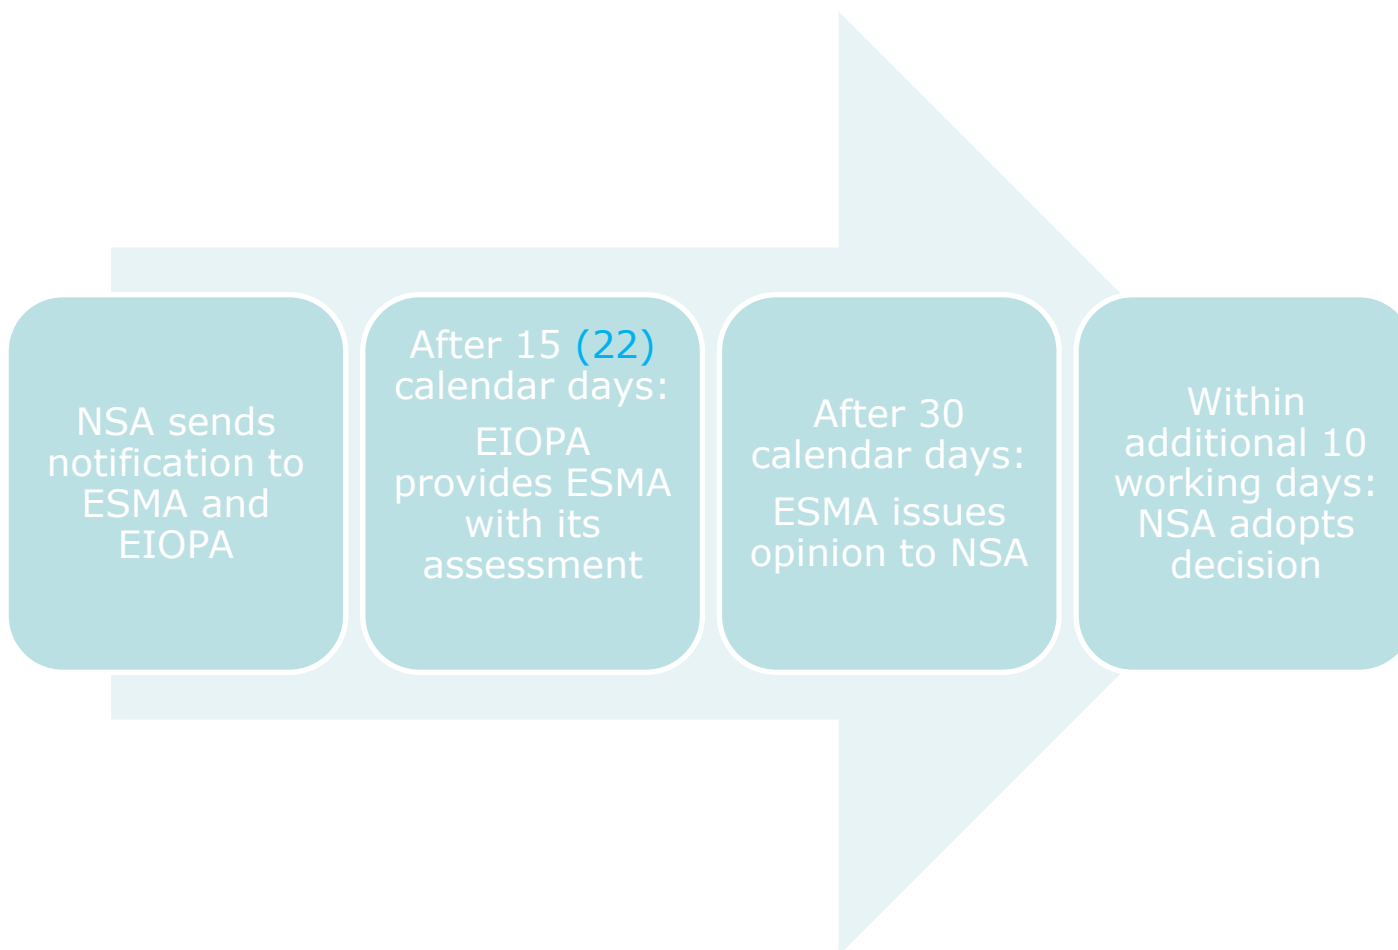 NSA sends
notification to
ESMA and
EIOPA
After 15 (22)
calendar days:
EIOPA
provides ESMA
with its
assessment
After 30
calendar days:
ESMA issues
opinion to NSA
Within
additional 10
working days:
NSA adopts
decision